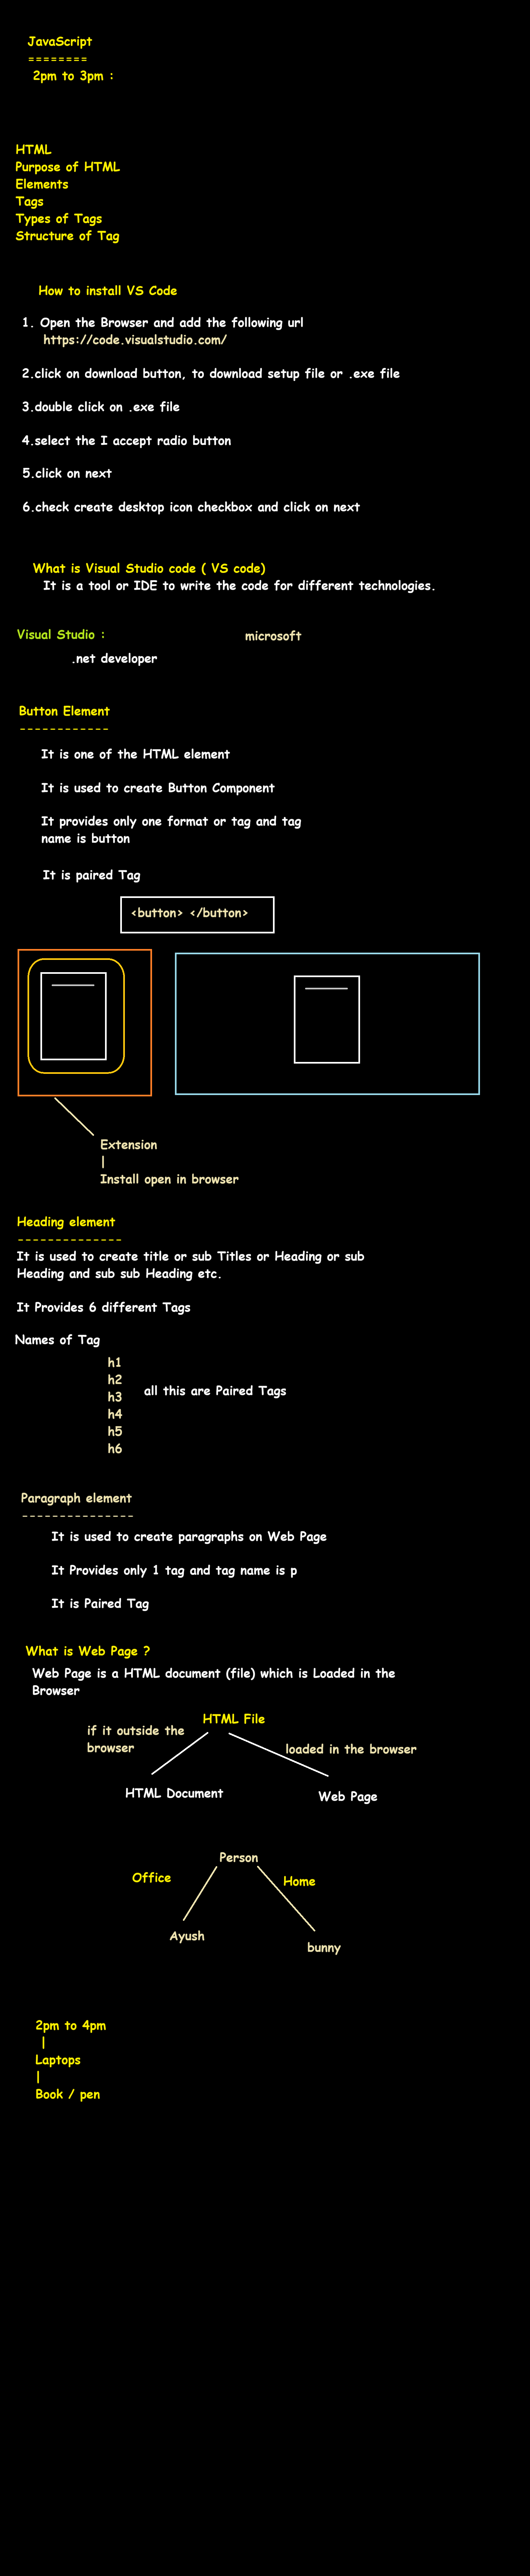 JavaScript
========
2pm to 3pm :
HTML
Purpose of HTML
Elements
Tags
Types of Tags
Structure of Tag
How to install VS Code
1. Open the Browser and add the following url
https://code.visualstudio.com/
2.click on download button, to download setup file or .exe file
3.double click on .exe file
4.select the I accept radio button
5.click on next
6.check create desktop icon checkbox and click on next
What is Visual Studio code ( VS code)
It is a tool or IDE to write the code for different technologies.
Visual Studio :
microsoft
.net developer
Button Element
------------
It is one of the HTML element
It is used to create Button Component
It provides only one format or tag and tag
name is button
It is paired Tag
<button> </button>
Extension
|
Install open in browser
Heading element
--------------
It is used to create title or sub Titles or Heading or sub
Heading and sub sub Heading etc.
It Provides 6 different Tags
Names of Tag
h1
h2
h3
all this are Paired Tags
h4
h5
h6
Paragraph element
---------------
It is used to create paragraphs on Web Page
It Provides only 1 tag and tag name is p
It is Paired Tag
What is Web Page ?
Web Page is a HTML document (file) which is Loaded in the
Browser
HTML File
if it outside the
browser
loaded in the browser
HTML Document
Web Page
Person
Office
Home
Ayush
bunny
2pm to 4pm
|
Laptops
|
Book / pen